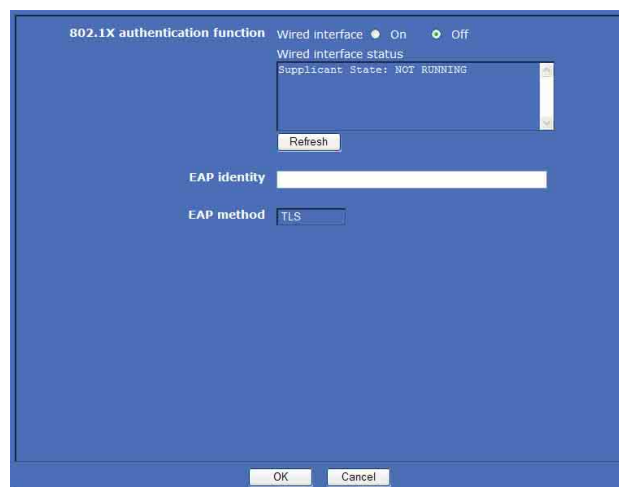 802.1X authentication function Wired interface On Off
Wired interface status
Supplicant State: NOT RUNNING
Refresh
EAP identity
EAP method TLS
OK Cancel